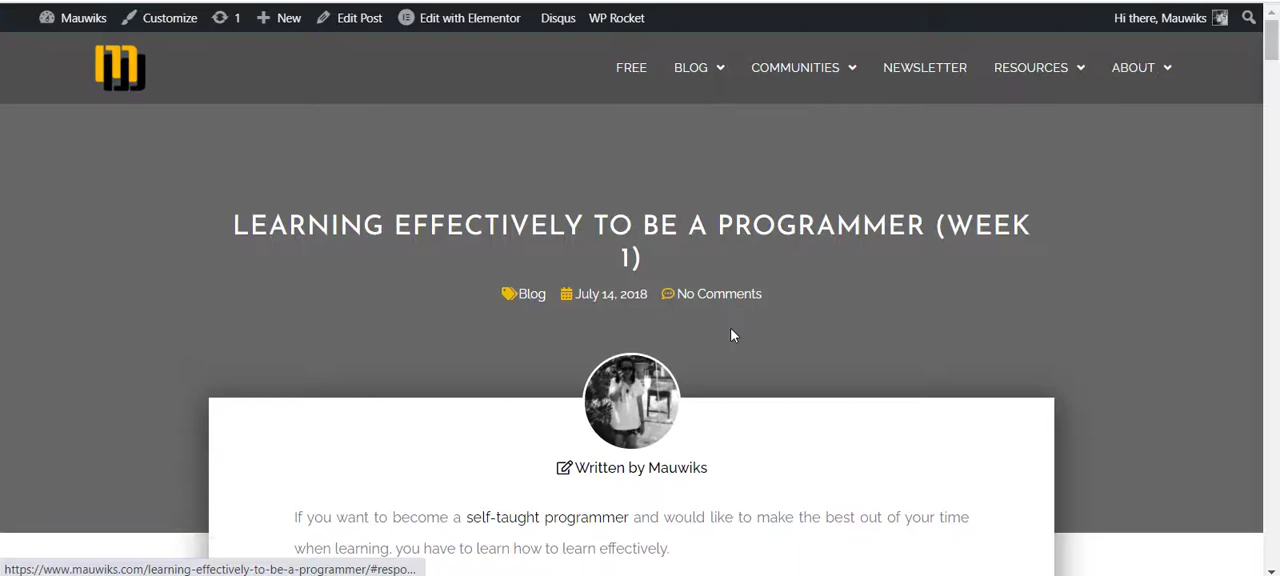 Mauwiks Customize 1 New Edit Post Edit with Elementor Disqus WP Rocket Hi there, Mauwiks
FREE BLOG COMMUNITIES NEWSLETTER RESOURCES ABOUT
LEARNING EFFECTIVELY TO BE A PROGRAMMER (WEEK
1)
Blog July 14, 2018 No Comments
Written by Mauwiks
If you want to become a self-taught programmer and would like to make the best out of your time
when learning, you have to learn how to learn effectively.
https://www.mauwiks.com/learning-effectively-to-be-a-programmer/#respo...